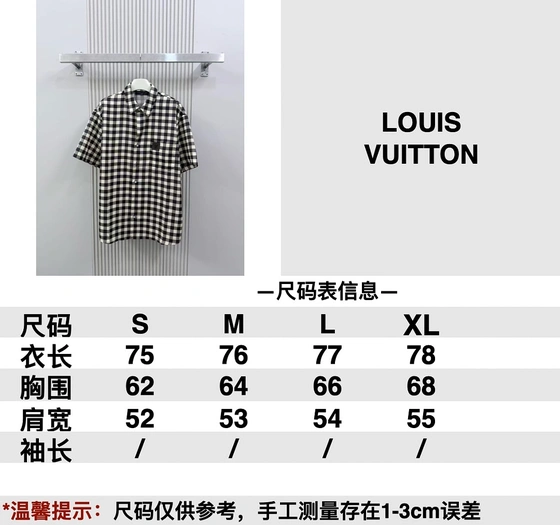 LOUIS
VUITTON
—尺码表信息—
尺码 S M L XL
衣长 75 76 77 78
胸围 62 64 66 68
肩宽 52 53 54 55
袖长 / / / /
*温馨提示：尺码仅供参考，手工测量存在1-3cm误差